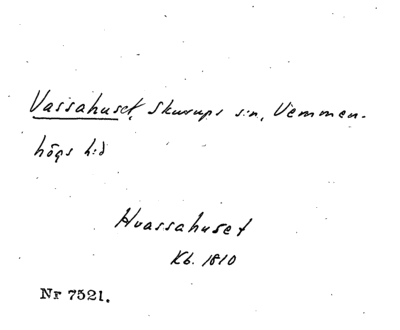 Vassahuset, Skurups s:n, Vemmen-
högs h:d
Hvassahuset
Kb. 1810
Nr 7521.